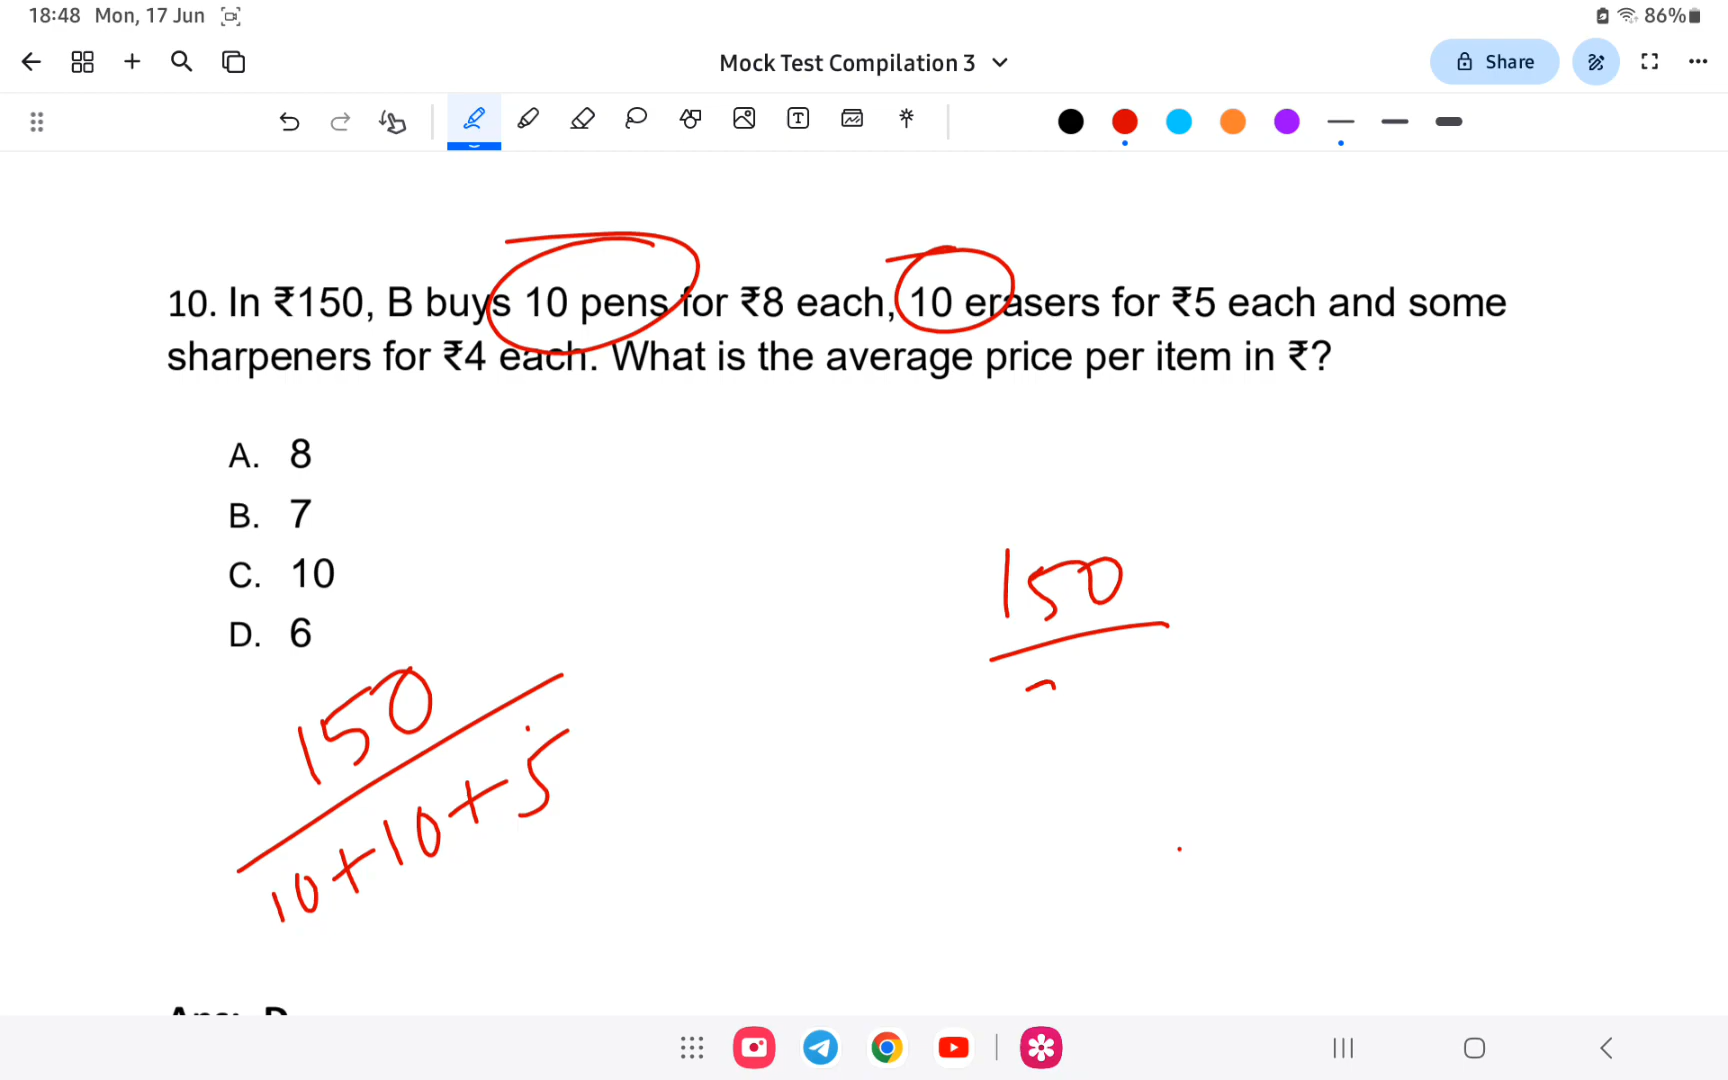 18:48 Mon, 17 Jun 86%
Mock Test Compilation 3
Share
10. In ₹150, B buys 10 pens for ₹8 each, 10 erasers for ₹5 each and some
sharpeners for ₹4 each. What is the average price per item in ₹?
A. 8
B. 7
C. 10
D. 6
150
150
10+10+5
Ans: D